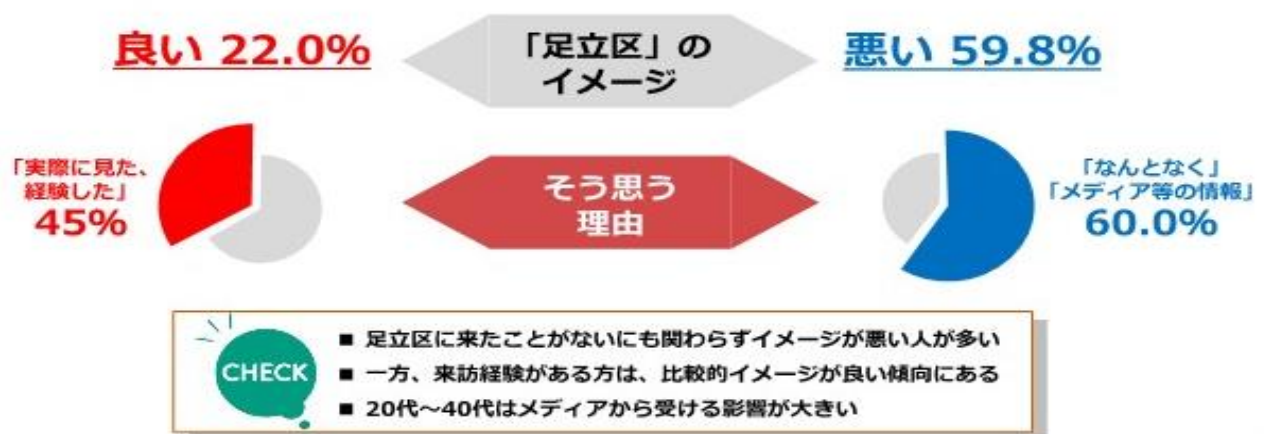 良い 22.0%
「足立区」の
イメージ
悪い 59.8%
「実際に見た、
経験した」
45%
そう思う
理由
「なんとなく」
「メディア等の情報」
60.0%
CHECK
■ 足立区に来たことがないにも関わらずイメージが悪い人が多い
■ 一方、来訪経験がある方は、比較的イメージが良い傾向にある
■ 20代～40代はメディアから受ける影響が大きい